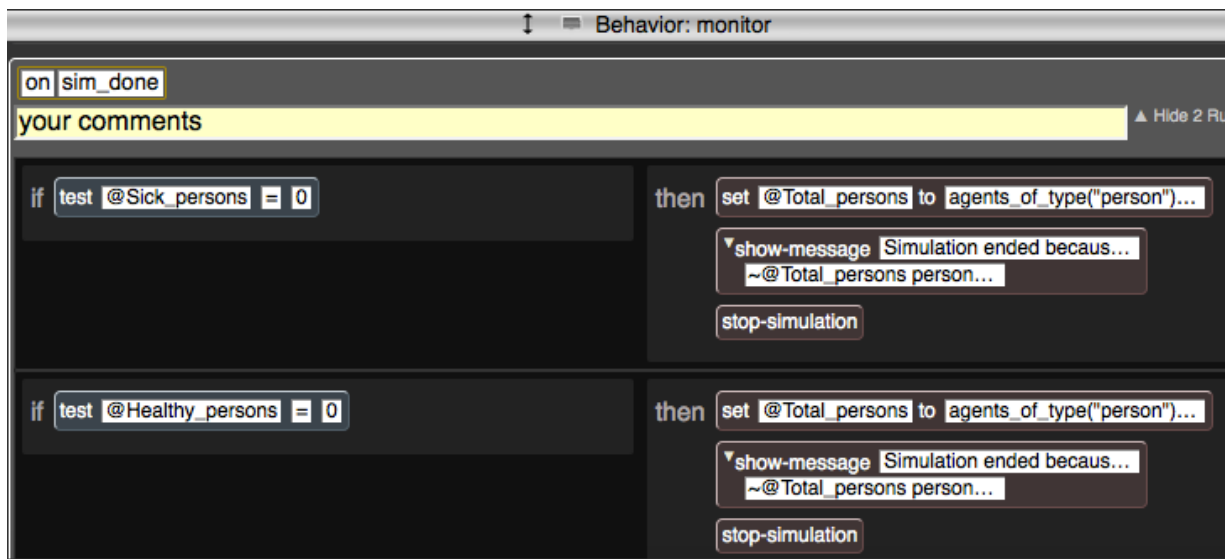 Behavior: monitor
on sim_done
your comments
▲ Hide 2 Ru
if test @Sick_persons = 0
then set @Total_persons to agents_of_type("person")...
▼show-message Simulation ended becaus...
~@Total_persons person...
stop-simulation
if test @Healthy_persons = 0
then set @Total_persons to agents_of_type("person")...
▼show-message Simulation ended becaus...
~@Total_persons person...
stop-simulation